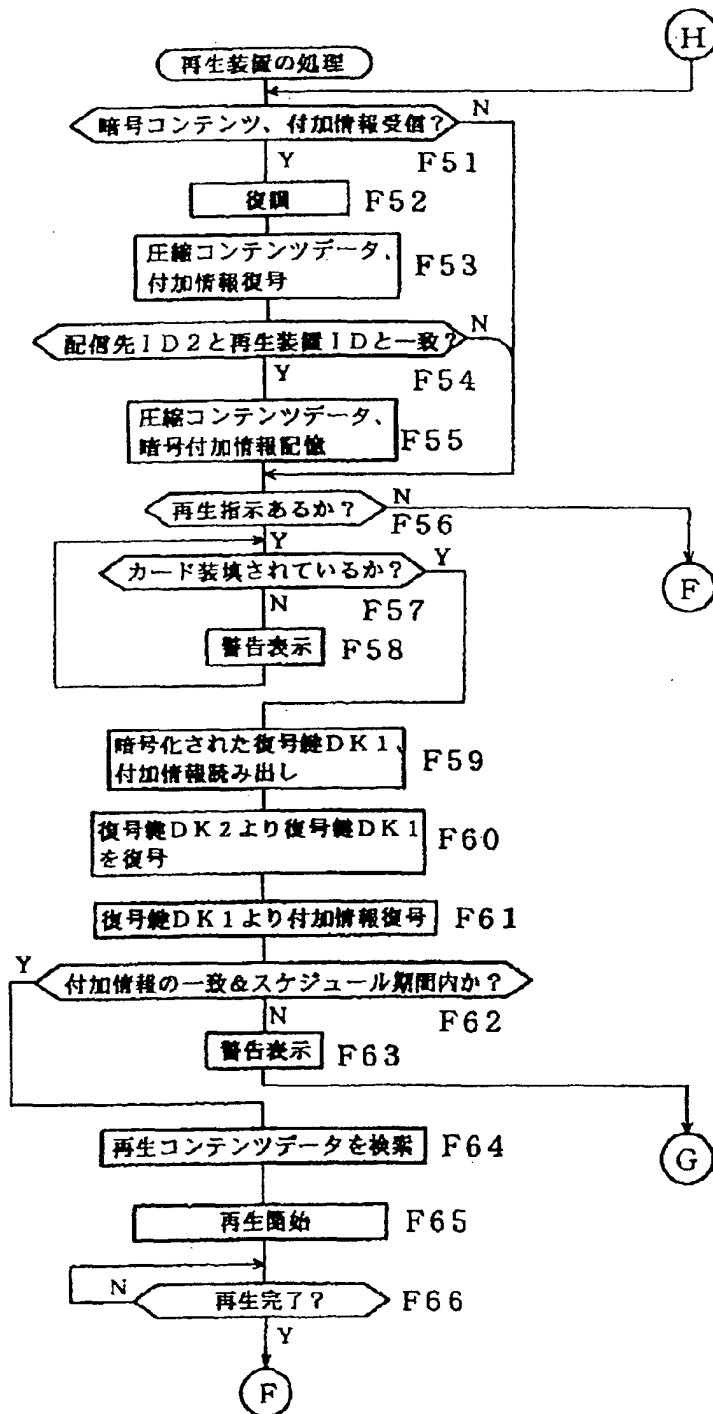 H
再生装置の処理
暗号コンテンツ、付加情報受信？
N
Y
F51
復調
F52
圧縮コンテンツデータ、
付加情報復号
F53
配信先ＩＤ２と再生装置ＩＤと一致？
N
Y
F54
圧縮コンテンツデータ、
暗号付加情報記憶
F55
再生指示あるか？
N
F56
Y
F
カード装填されているか？
Y
N
F57
警告表示
F58
暗号化された復号鍵ＤＫ１、
付加情報読み出し
F59
復号鍵ＤＫ２より復号鍵ＤＫ１
を復号
F60
復号鍵ＤＫ１より付加情報復号
F61
Y
付加情報の一致＆スケジュール期間内か？
N
F62
警告表示
F63
G
再生コンテンツデータを検索
F64
再生開始
F65
N
再生完了？
F66
Y
F